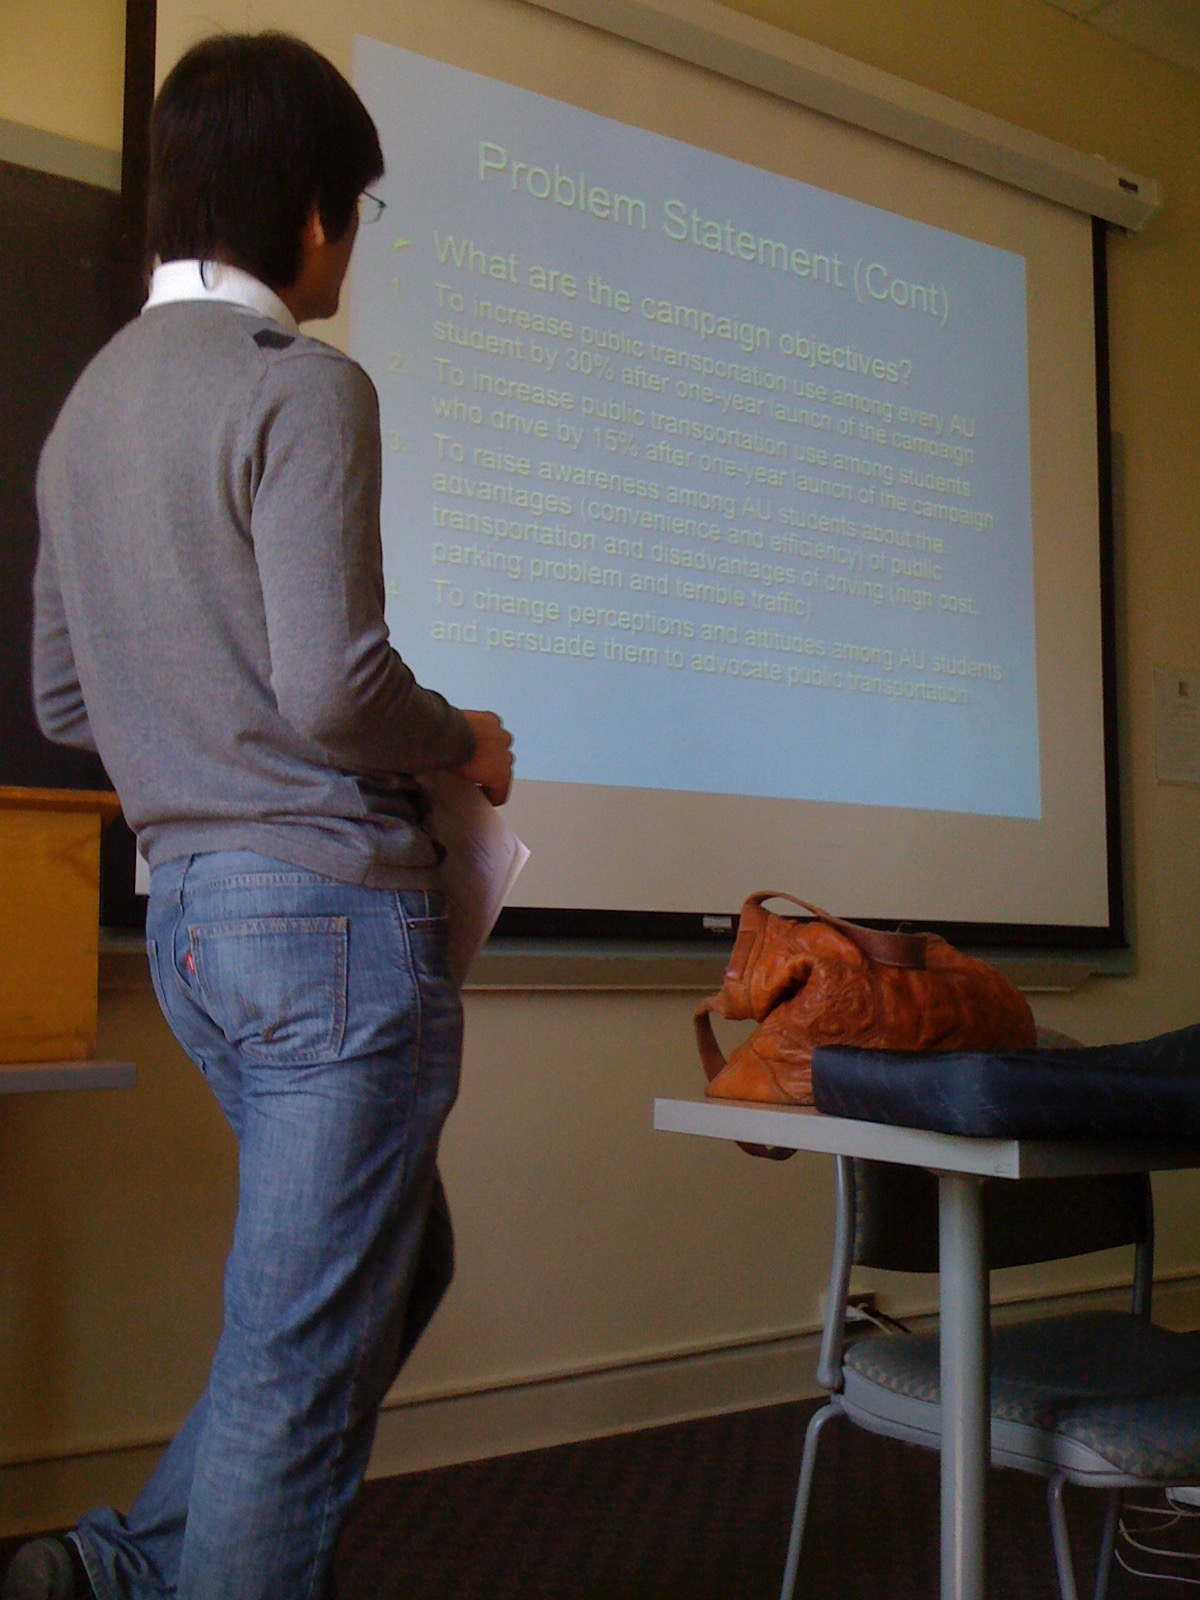 Problem Statement (Cont)
What are the campaign objectives?
1. To increase public transportation use among every AU
student by 30% after one-year launch of the campaign
2. To increase public transportation use among students
who drive by 15% after one-year launch of the campaign
3. To raise awareness among AU students about the
advantages (convenience and efficiency) of public
transportation and disadvantages of driving (high cost,
parking problem and terrible traffic)
4. To change perceptions and attitudes among AU students
and persuade them to advocate public transportation